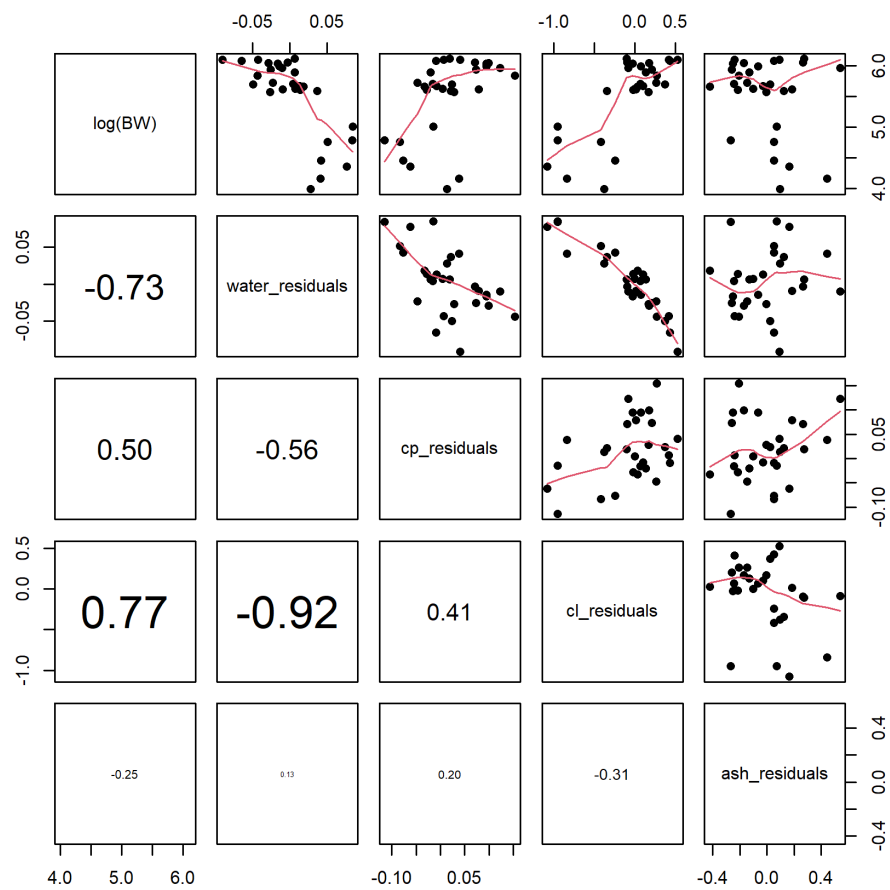 -0.05 0.05 -1.0 0.0 0.5
log(BW) 4.0 5.0 6.0
-0.05 0.05 -0.73 water_residuals
0.50 -0.56 cp_residuals -0.10 0.05
-1.0 0.0 0.5 0.77 -0.92 0.41 cl_residuals
-0.25 0.13 0.20 -0.31 ash_residuals -0.4 0.0 0.4
4.0 5.0 6.0 -0.10 0.05 -0.4 0.0 0.4